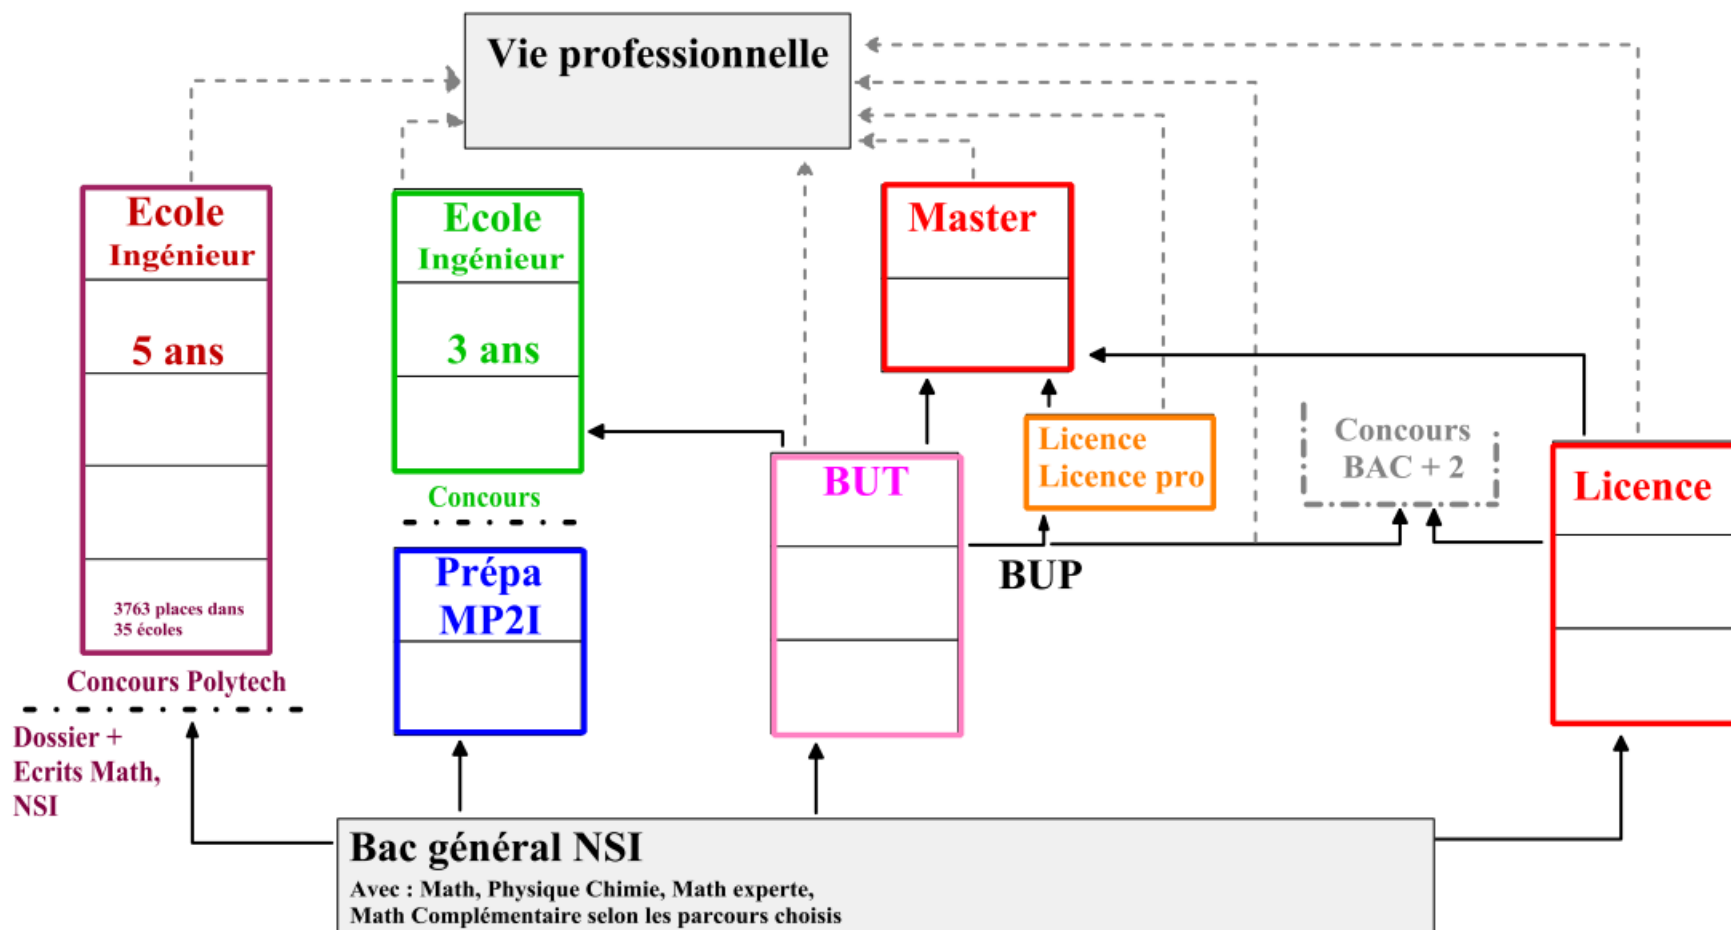 Vie professionnelle
Ecole
Ingénieur
5 ans
3763 places dans
35 écoles
Concours Polytech
Dossier +
Ecrits Math,
NSI
Ecole
Ingénieur
3 ans
Concours
Prépa
MP2I
BUT
BUP
Master
Licence
Licence pro
Concours
BAC + 2
Licence
Bac général NSI
Avec : Math, Physique Chimie, Math experte,
Math Complémentaire selon les parcours choisis